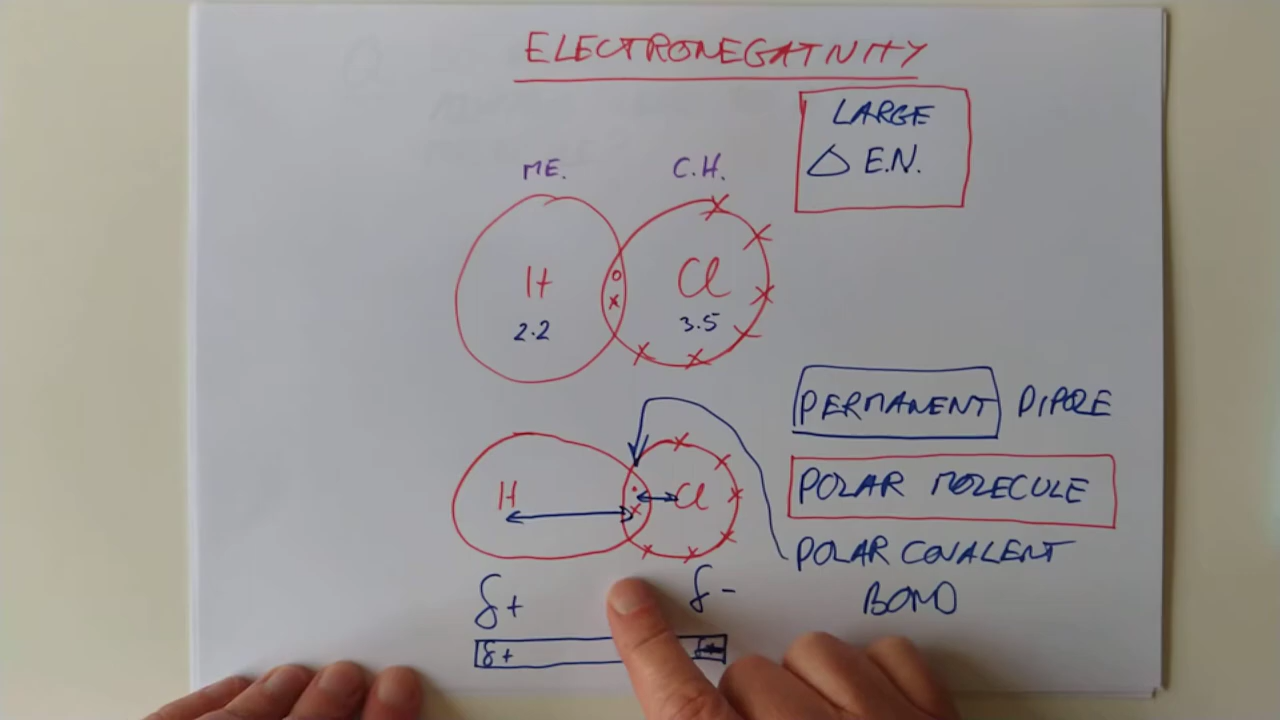 ELECTRONEGATIVITY
LARGE
△ E.N.
ME.
C.H.
H
Cl
2.2
3.5
PERMANENT DIPOLE
H
Cl
POLAR MOLECULE
POLAR COVALENT
BOND
δ+
δ-
δ+